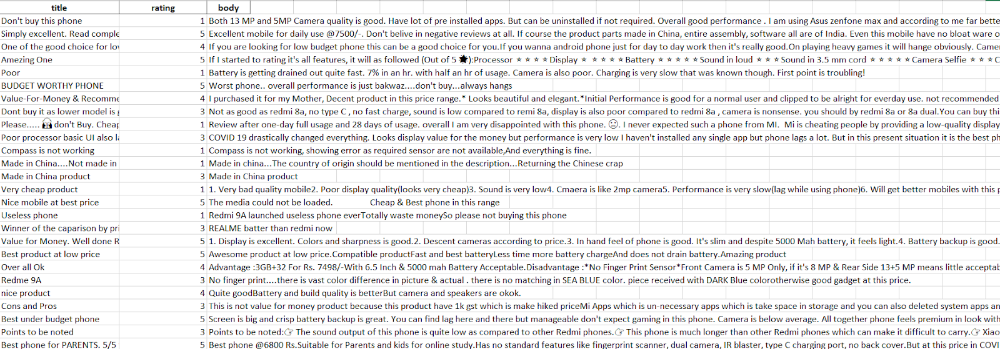 title rating body
Don't buy this phone 1 Both 13 MP and 5MP Camera quality is good. Have lot of pre installed apps. But can be uninstalled if not required. Overall good performance . I am using Asus zenfone max and according to me far bette
Simply excellent. Read comple 5 Excellent mobile for daily use @7500/-. Don't belive in negative reviews at all. If course the product parts made in China, entire assembly, software all are of India. Even this mobile have no bloat ware o
One of the good choice for lov 4 If you are looking for low budget phone this can be a good choice for you.If you wanna android phone just for day to day work then it's really good.On playing heavy games it will hange obviously. Came
Amezing One 5 If I started to rating it's all features, it will as followed (Out of 5 ★):Processor ⭐⭐⭐⭐Display ⭐ ⭐⭐⭐⭐Battery ⭐⭐⭐⭐⭐Sound in loud ⭐⭐⭐Sound in 3.5 mm cord ⭐⭐⭐⭐⭐Camera Selfie ⭐⭐⭐C
Poor 1 Battery is getting drained out quite fast. 7% in an hr. with half an hr of usage. Camera is also poor. Charging is very slow that was known though. First point is troubling!
BUDGET WORTHY PHONE 5 Worst phone.. overall performance is just bakwaz....don't buy...always hangs
Value-For-Money & Recomme 4 I purchased it for my Mother, Decent product in this price range.* Looks beautiful and elegant.*Initial Performance is good for a normal user and clipped to be alright for everday use. not recommended
Dont buy it as lower model is g 3 Not as good as redmi 8a, no type C , no fast charge, sound is low compared to remi 8a, display is also poor compared to redmi 8a , camera is nonsense. you should by redmi 8a or 8a dual.You can buy thi
Please..... 🎧 don't Buy. Cheap 1 Review after one-day full usage and 28 days of usage. overall I am very disappointed with this phone. ☹. I never expected such a phone from MI. Mi is cheating people by providing a low-quality display
Poor processor basic UI also la 3 COVID 19 drastically changed everything. Looks display value for the money but performance is very low I haven't installed any single app but phone lags a lot. But in this present situation it is the best ph
Compass is not working 1 Compass is not working, showing error as required sensor are not available,And everything is fine.
Made in China....Not made in 1 Made in china...The country of origin should be mentioned in the description...Returning the Chinese crap
Made in China product 3 Made in China product
Very cheap product 1 1. Very bad quality mobile2. Poor display quality(looks very cheap)3. Sound is very low4. Cmaera is like 2mp camera5. Performance is very slow(lag while using phone)6. Will get better mobiles with this p
Nice mobile at best price 5 The media could not be loaded. Cheap & Best phone in this range
Useless phone 1 Redmi 9A launched useless phone everTotally waste moneySo please not buying this phone
Winner of the caparison by pri 3 REALME batter than redmi now
Value for Money. Well done R 5 1. Display is excellent. Colors and sharpness is good.2. Descent cameras according to price.3. In hand feel of phone is good. It's slim and despite 5000 Mah battery, it feels light.4. Battery backup is good.
Best product at low price 5 Awesome product at low price.Compatible productFast and best batteryLess time more battery chargeAnd does not drain battery.Amazing product
Over all Ok 4 Advantage :3GB+32 For Rs. 7498/-With 6.5 Inch & 5000 mah Battery Acceptable.Disadvantage :*No Finger Print Sensor*Front Camera is 5 MP Only, if it's 8 MP & Rear Side 13+5 MP means little acceptab
Redme 9A 3 No finger print....there is vast color difference in picture & actual . there is no matching in SEA BLUE color. piece received with DARK Blue colorotherwise good gadget at this price.
nice product 4 Quite goodBattery and build quality is betterBut camera and speakers are okok.
Cons and Pros 3 This is not value for money product because this product have 1k gst which is make hiked priceMi Apps which is un-necessary apps which is take space in storage and you can also deleted system apps an
Best under budget phone 5 Screen is big and crisp battery backup is great. You can find lag here and there but manageable don't expect gaming in this phone. Camera is below average. All together phone feels premium in look with
Points to be noted 3 Points to be noted:👉 The sound output of this phone is quite low as compared to other Redmi phones.👉 This phone is much longer than other Redmi phones which can make it difficult to carry.👉 Xiao
Best phone for PARENTS. 5/5 5 Best phone @6800 Rs.Suitable for Parents and kids for online study.Has no standard features like fingerprint scanner, dual camera, IR blaster, type C charging port, no back cover.But at this price in COVI